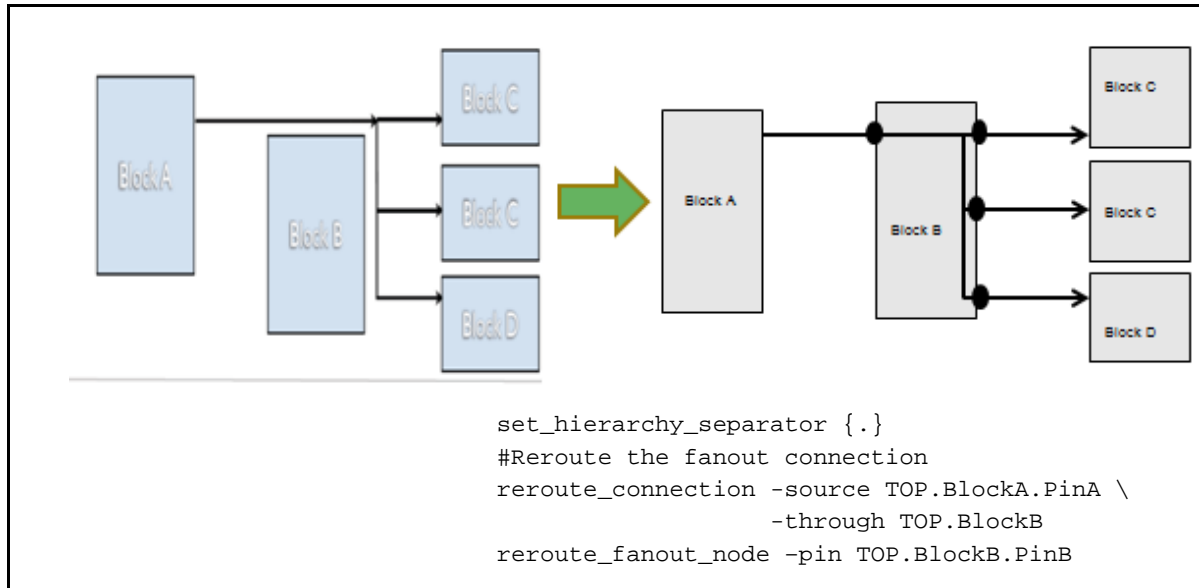 Block A
Block B
Block C
Block C
Block D
Block A
Block B
Block C
Block C
Block D
set_hierarchy_separator {.}
#Reroute the fanout connection
reroute_connection -source TOP.BlockA.PinA \
-through TOP.BlockB
reroute_fanout_node –pin TOP.BlockB.PinB